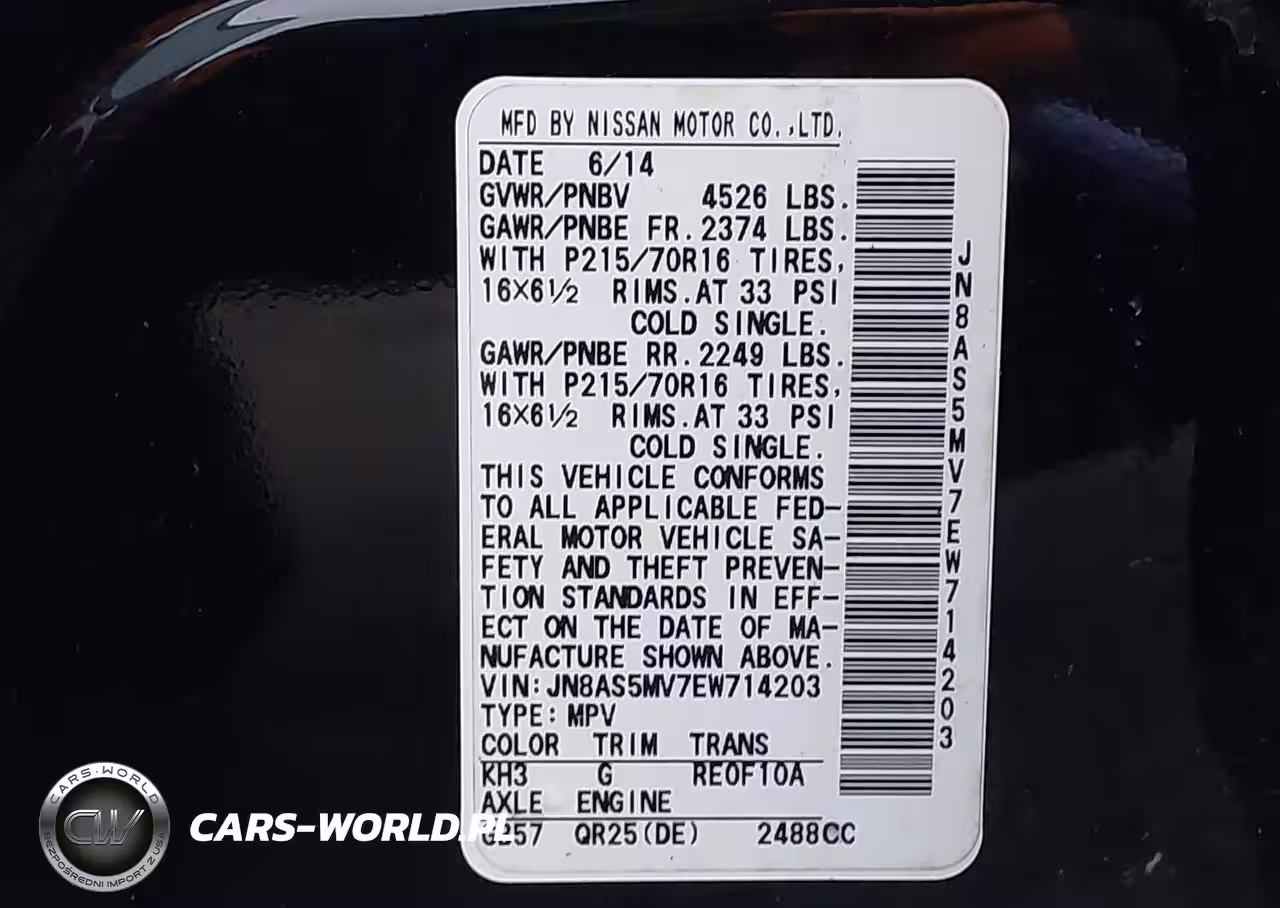 MFD BY NISSAN MOTOR CO.,LTD.
DATE 6/14
GVWR/PNBV 4526 LBS.
GAWR/PNBE FR.2374 LBS.
WITH P215/70R16 TIRES,
16×6½ RIMS.AT 33 PSI
COLD SINGLE.
GAWR/PNBE RR.2249 LBS.
WITH P215/70R16 TIRES,
16×6½ RIMS.AT 33 PSI
COLD SINGLE.
THIS VEHICLE CONFORMS
TO ALL APPLICABLE FED-
ERAL MOTOR VEHICLE SA-
FETY AND THEFT PREVEN-
TION STANDARDS IN EFF-
ECT ON THE DATE OF MA-
NUFACTURE SHOWN ABOVE.
VIN:JN8AS5MV7EW714203
TYPE:MPV
COLOR TRIM TRANS
KH3 G RE0F10A
AXLE ENGINE
QR25(DE) 2488CC
JN8AS5MV7EW714203
CARS-WORLD
CW
BEZPOŚREDNI IMPORT Z USA
CARS-WORLD.PL